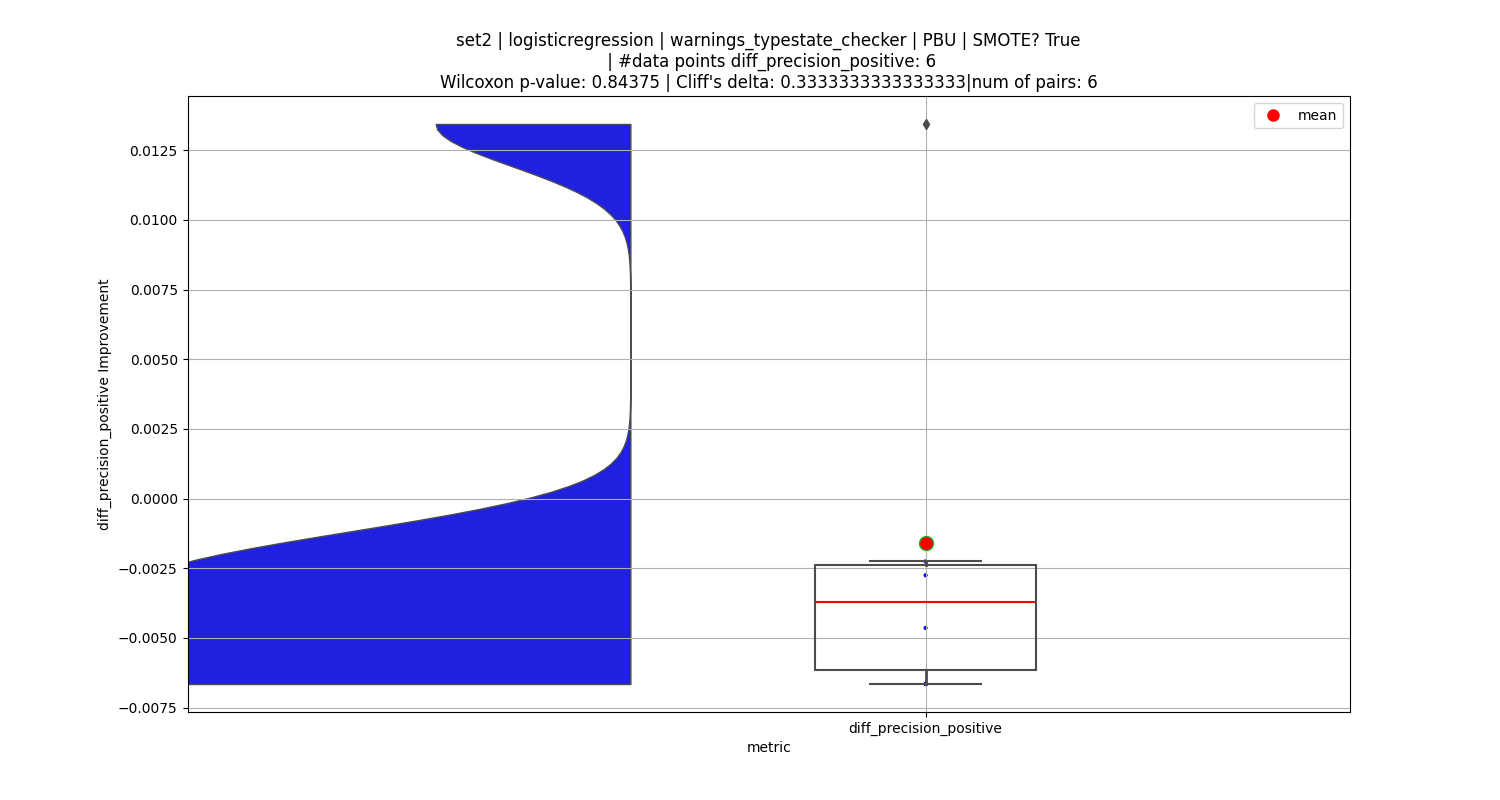 set2 | logisticregression | warnings_typestate_checker | PBU | SMOTE? True
| #data points diff_precision_positive: 6
Wilcoxon p-value: 0.84375 | Cliff's delta: 0.3333333333333333|num of pairs: 6
mean
0.0125
0.0100
0.0075
0.0050
0.0025
0.0000
−0.0025
−0.0050
−0.0075
diff_precision_positive Improvement
diff_precision_positive
metric